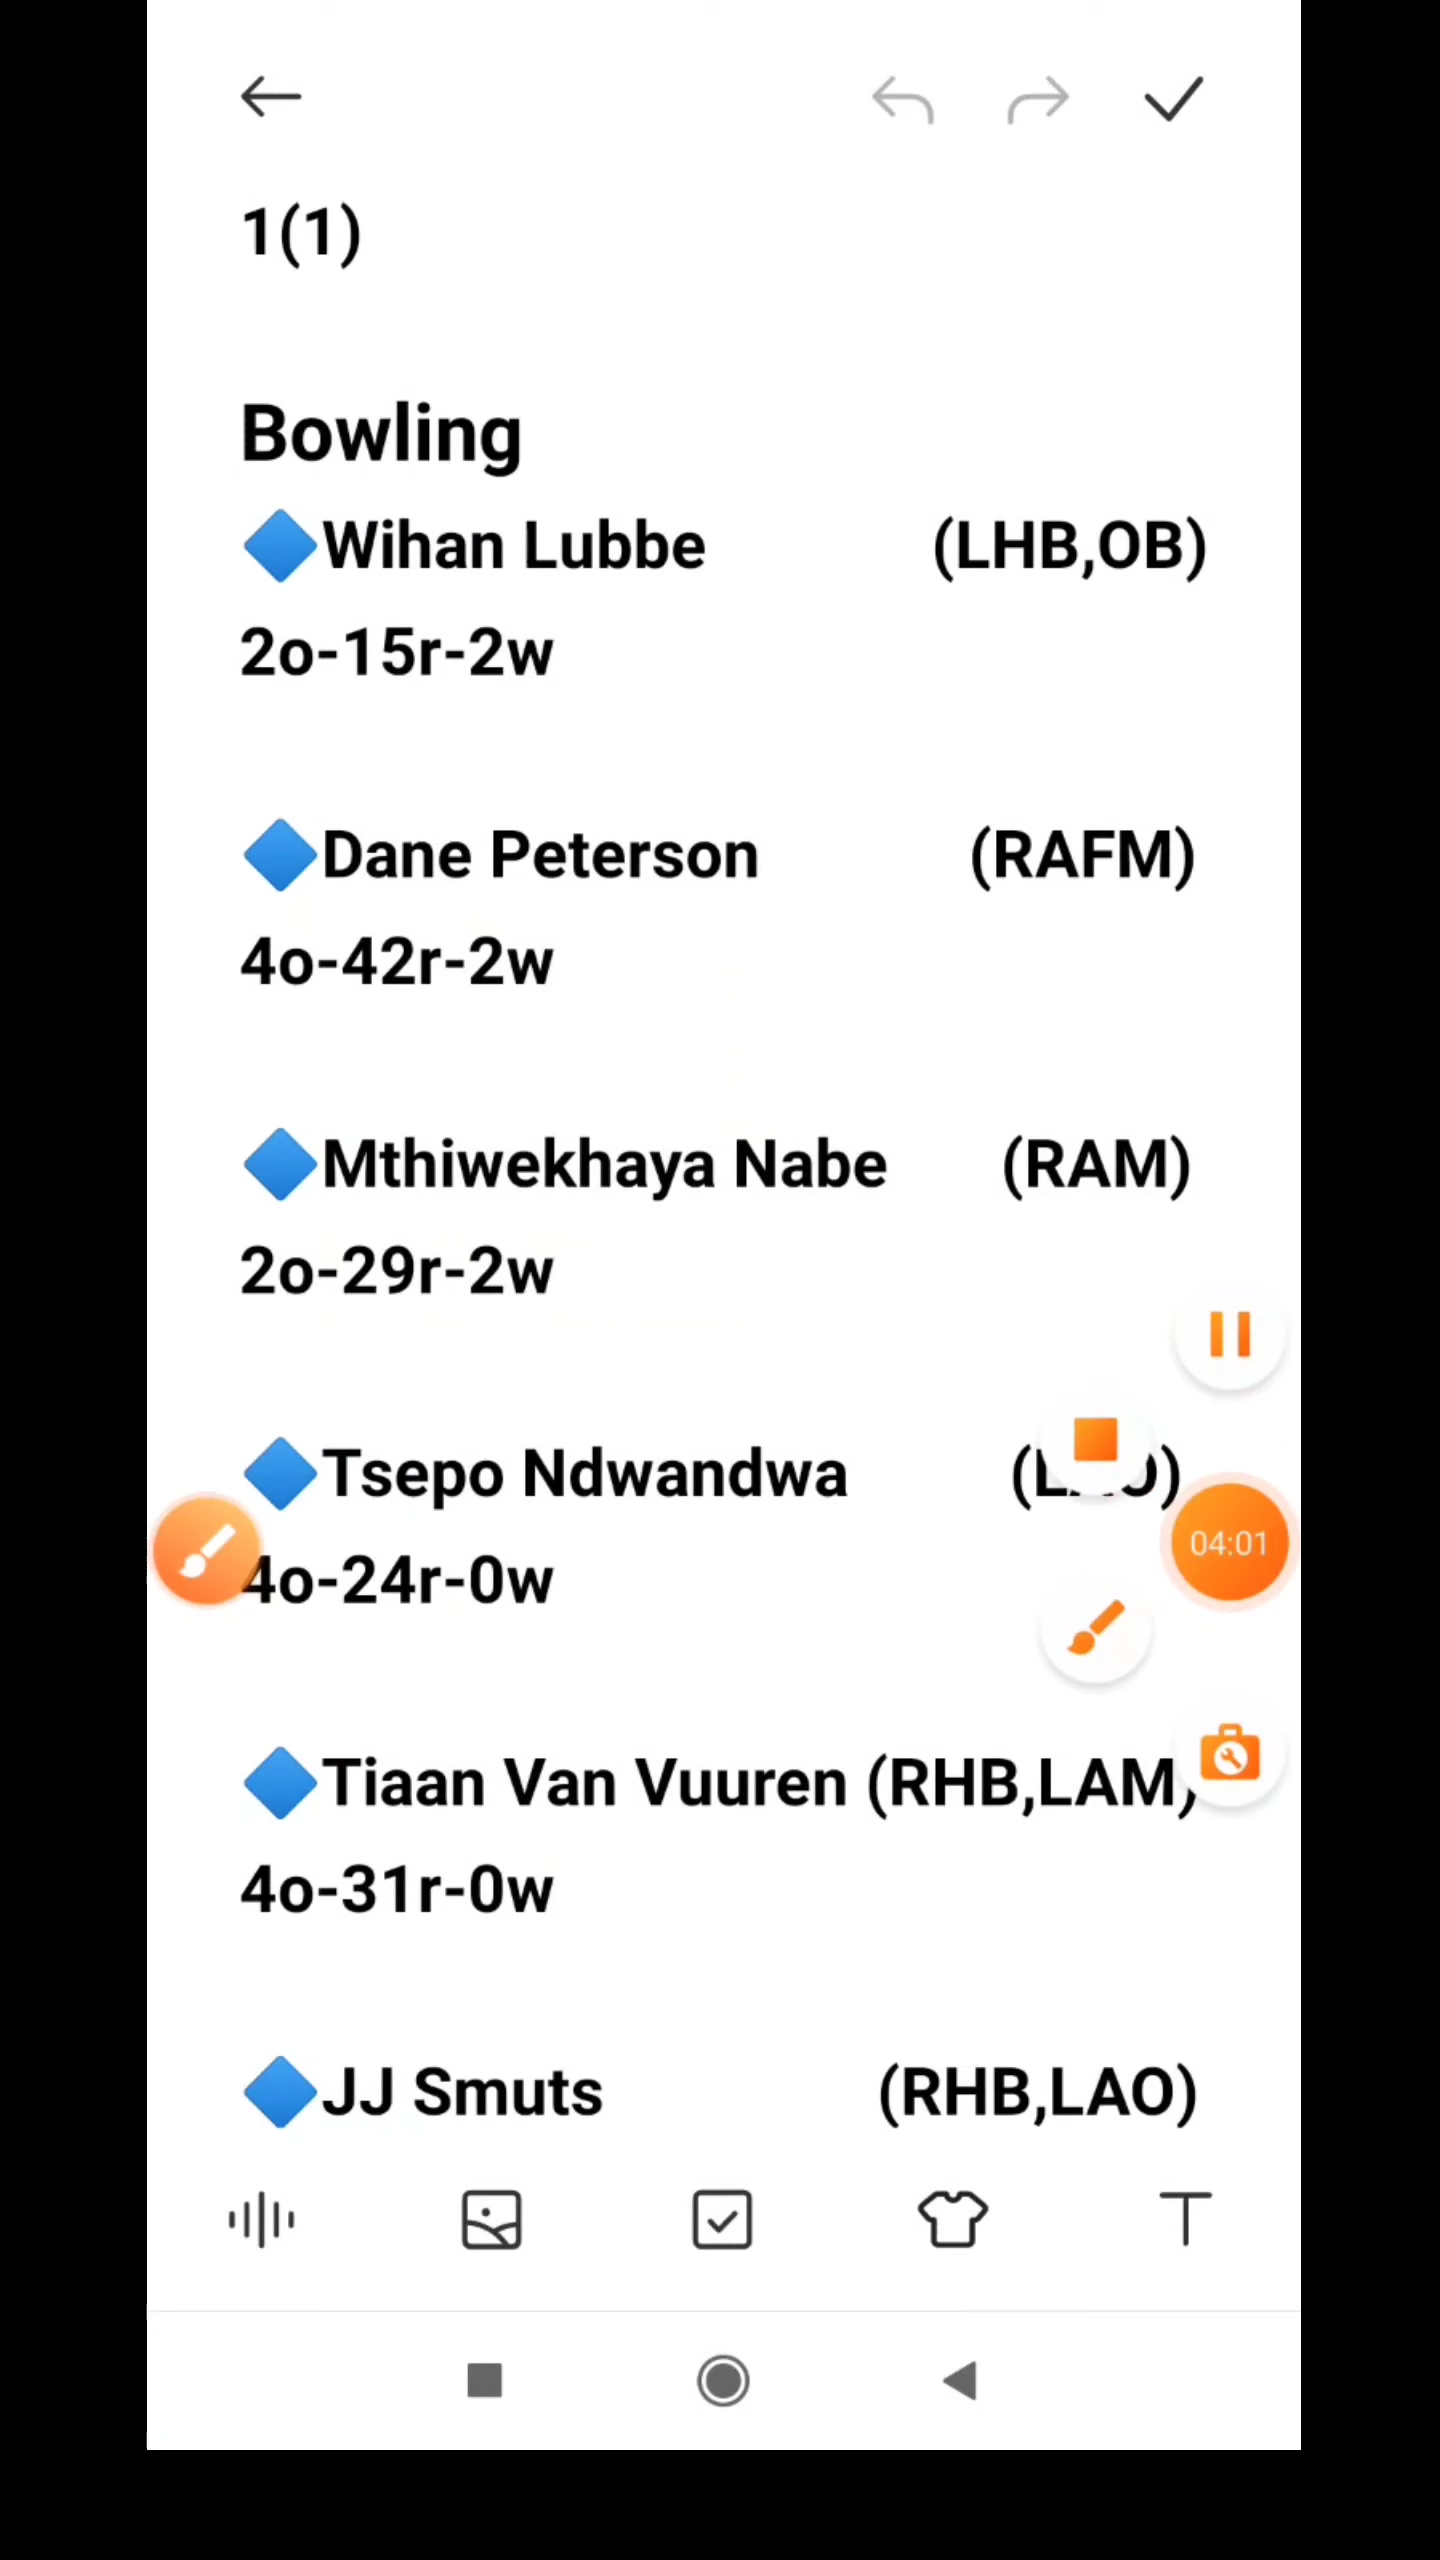 1(1)
Bowling
🔷Wihan Lubbe (LHB,OB)
2o-15r-2w
🔷Dane Peterson (RAFM)
4o-42r-2w
🔷Mthiwekhaya Nabe (RAM)
2o-29r-2w
🔷Tsepo Ndwandwa
4o-24r-0w
04:01
🔷Tiaan Van Vuuren (RHB,LAM)
4o-31r-0w
🔷JJ Smuts (RHB,LAO)